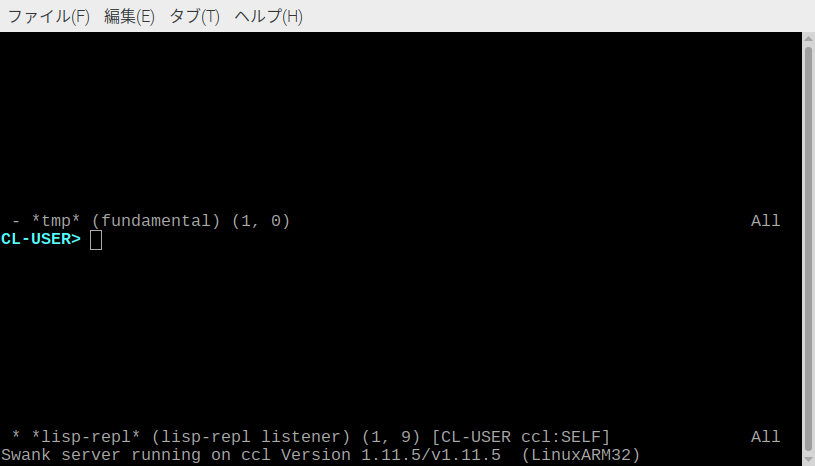 ファイル(F) 編集(E) タブ(T) ヘルプ(H)
- *tmp* (fundamental) (1, 0) All
CL-USER>
* *lisp-repl* (lisp-repl listener) (1, 9) [CL-USER ccl:SELF] All
Swank server running on ccl Version 1.11.5/v1.11.5  (LinuxARM32)